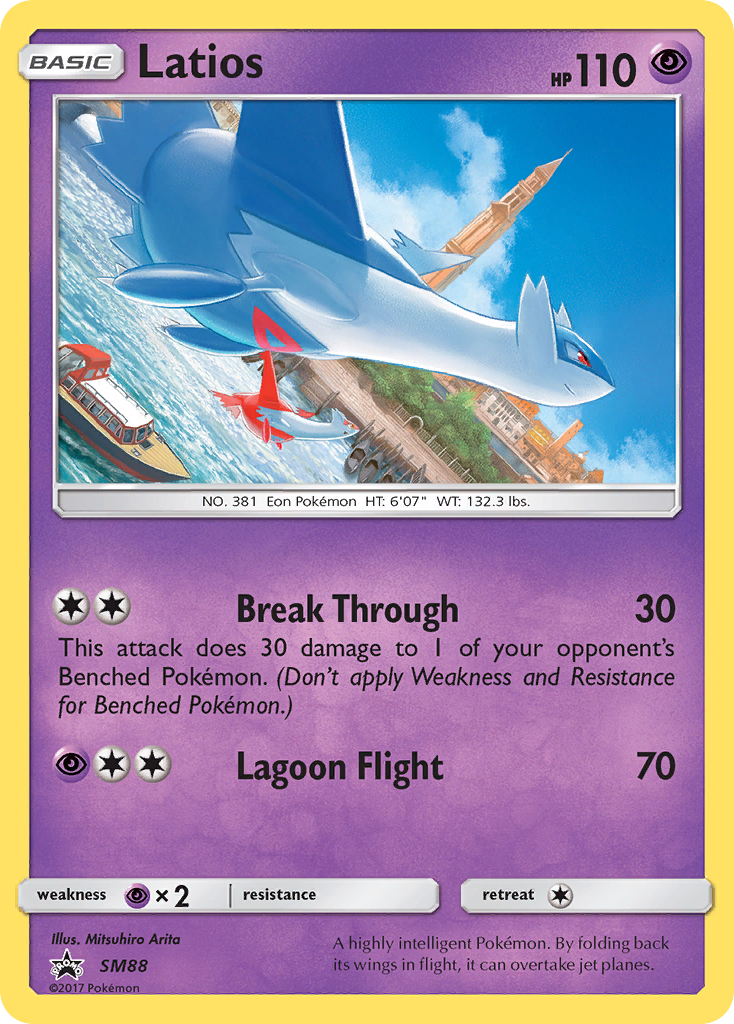 BASIC Latios HP 110
NO. 381 Eon Pokémon HT: 6'07" WT: 132.3 lbs.
Break Through 30
This attack does 30 damage to 1 of your opponent's
Benched Pokémon. (Don't apply Weakness and Resistance
for Benched Pokémon.)
Lagoon Flight 70
weakness ×2 resistance retreat
Illus. Mitsuhiro Arita
A highly intelligent Pokémon. By folding back
its wings in flight, it can overtake jet planes.
PROMO SM88
©2017 Pokémon